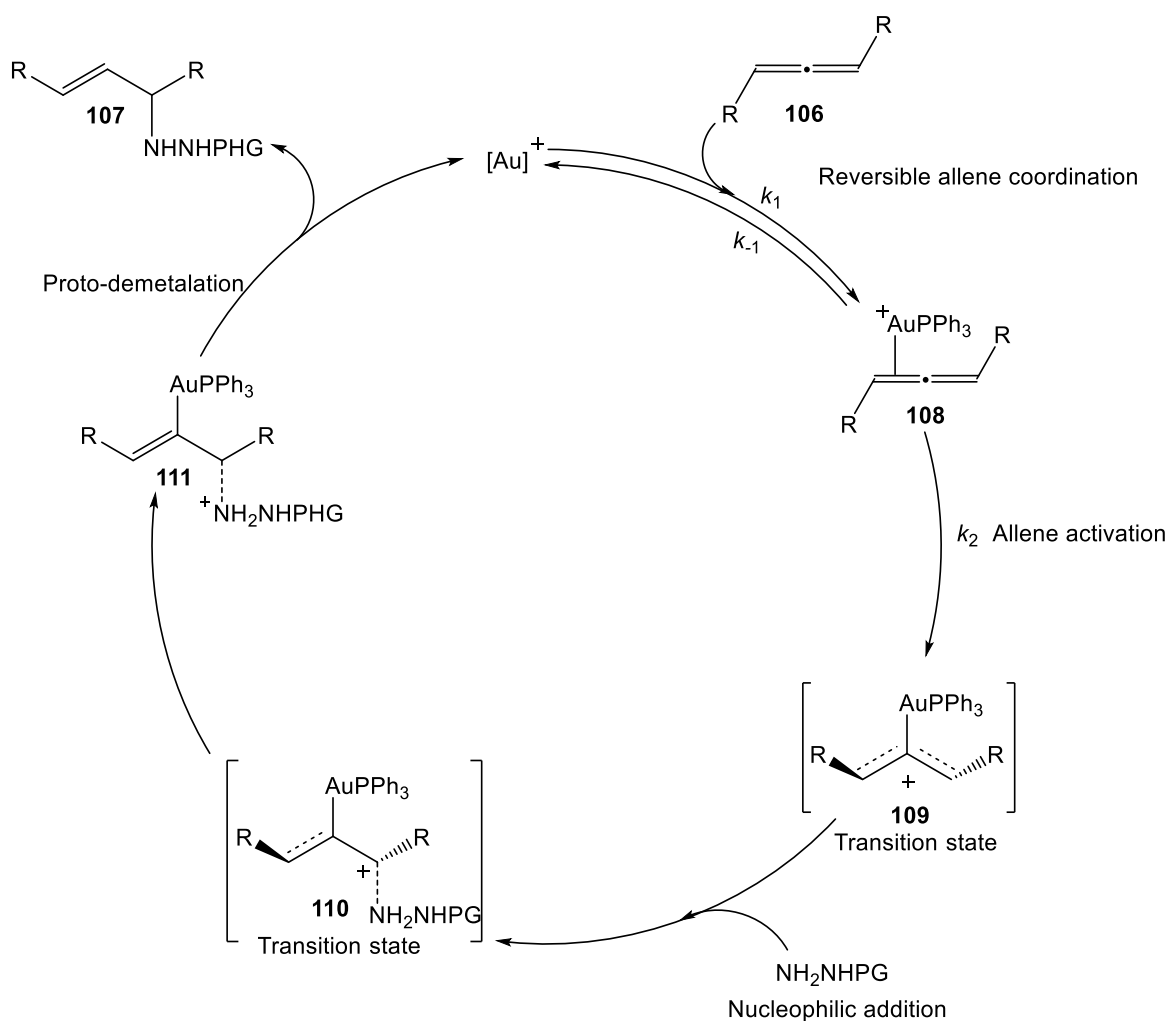 R
R
R
R
107
106
NHNHPHG
[Au]+
Reversible allene coordination
k1
k-1
Proto-demetalation
+
AuPPh3
R
R
108
AuPPh3
R
R
111
+
NH2NHPHG
k2 Allene activation
AuPPh3
R
R
+
109
Transition state
AuPPh3
R
R
+
110
NH2NHPG
Transition state
NH2NHPG
Nucleophilic addition